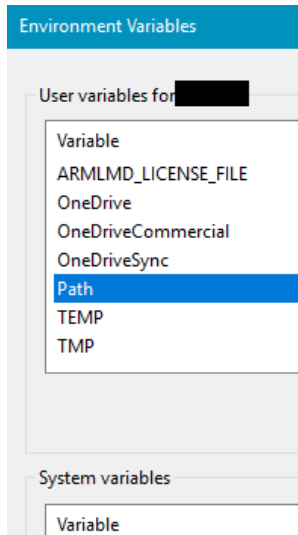 Environment Variables
User variables for
Variable
ARMLMD_LICENSE_FILE
OneDrive
OneDriveCommercial
OneDriveSync
Path
TEMP
TMP
System variables
Variable